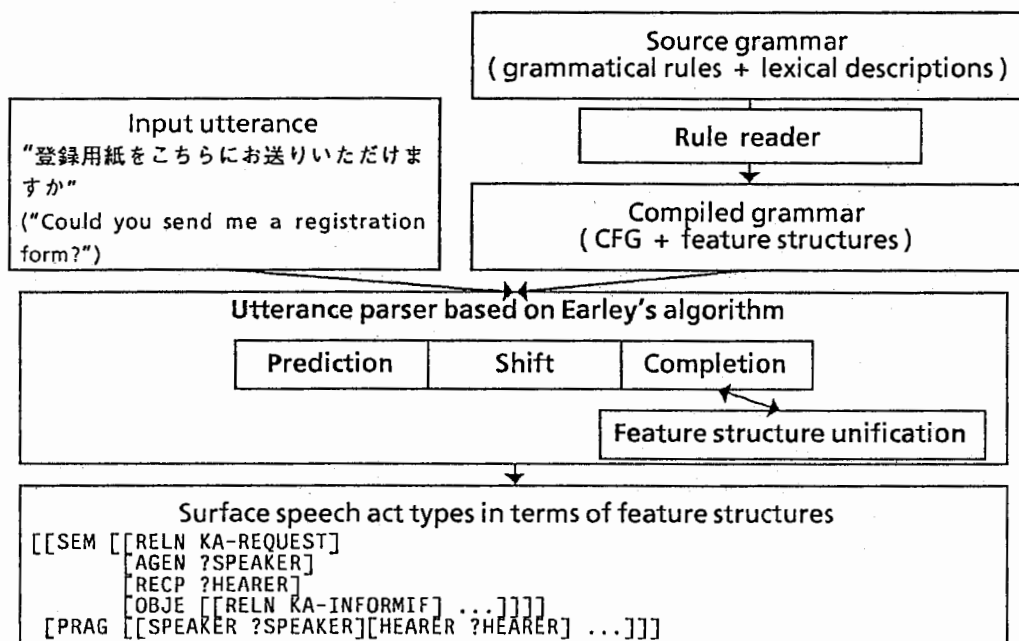 Source grammar
( grammatical rules + lexical descriptions )
Rule reader
Compiled grammar
( CFG + feature structures )
Input utterance
"登録用紙をこちらにお送りいただけま
すか"
("Could you send me a registration
form?")
Utterance parser based on Earley's algorithm
Prediction Shift Completion
Feature structure unification
Surface speech act types in terms of feature structures
[[SEM [[RELN KA-REQUEST]
[AGEN ?SPEAKER]
[RECP ?HEARER]
[OBJE [[RELN KA-INFORMIF] ...]]]]
[PRAG [[SPEAKER ?SPEAKER][HEARER ?HEARER] ...]]]